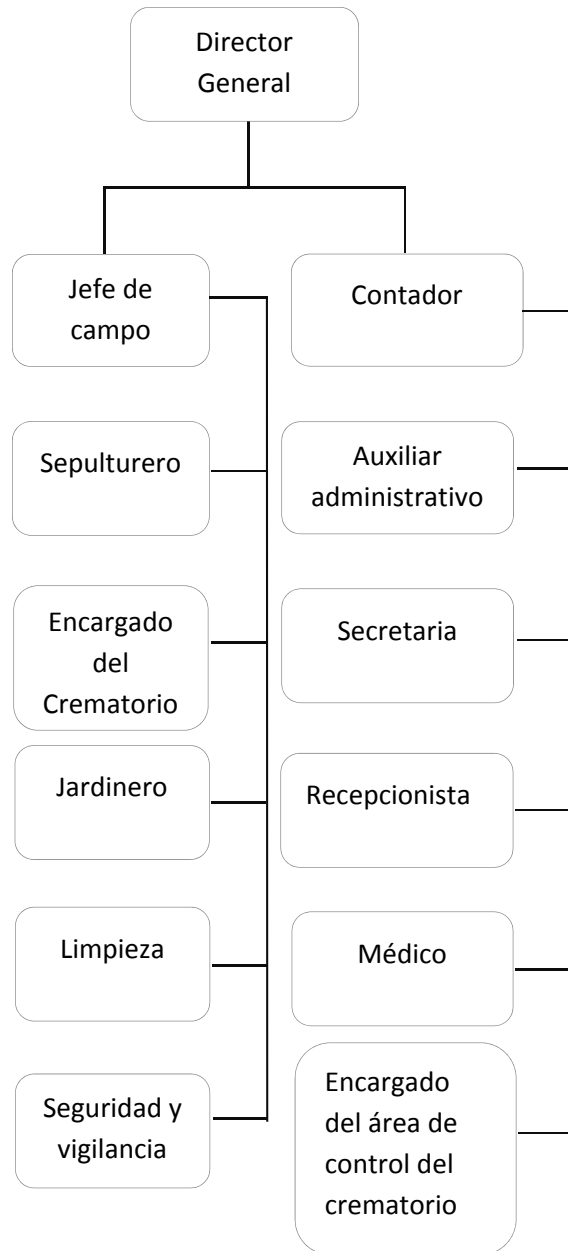 Director
General
Jefe de
campo
Contador
Sepulturero
Auxiliar
administrativo
Encargado
del
Crematorio
Secretaria
Jardinero
Recepcionista
Limpieza
Médico
Seguridad y
vigilancia
Encargado
del área de
control del
crematorio